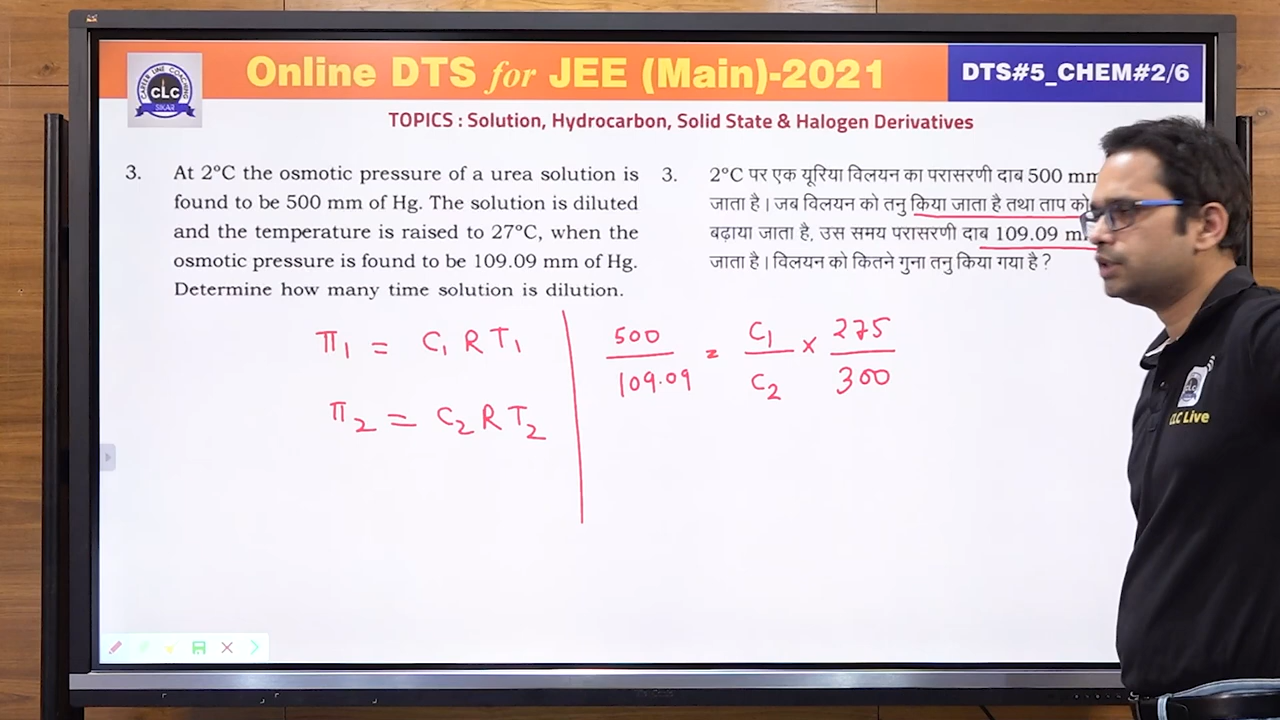 Online DTS for JEE (Main)-2021
DTS#5_CHEM#2/6
CAREER LINE COACHING
CLC
SIKAR
TOPICS : Solution, Hydrocarbon, Solid State & Halogen Derivatives
3. At 2°C the osmotic pressure of a urea solution is
found to be 500 mm of Hg. The solution is diluted
and the temperature is raised to 27°C, when the
osmotic pressure is found to be 109.09 mm of Hg.
Determine how many time solution is dilution.
3. 2°C पर एक यूरिया विलयन का परासरणी दाब 500 mm
जाता है। जब विलयन को तनु किया जाता है तथा ताप को
बढ़ाया जाता है, उस समय परासरणी दाब 109.09 m
जाता है। विलयन को कितने गुना तनु किया गया है ?
π₁ = C₁ R T₁
π₂ = C₂ R T₂
500/109.09 = C₁/C₂ × 275/300
CLC
CLC Live